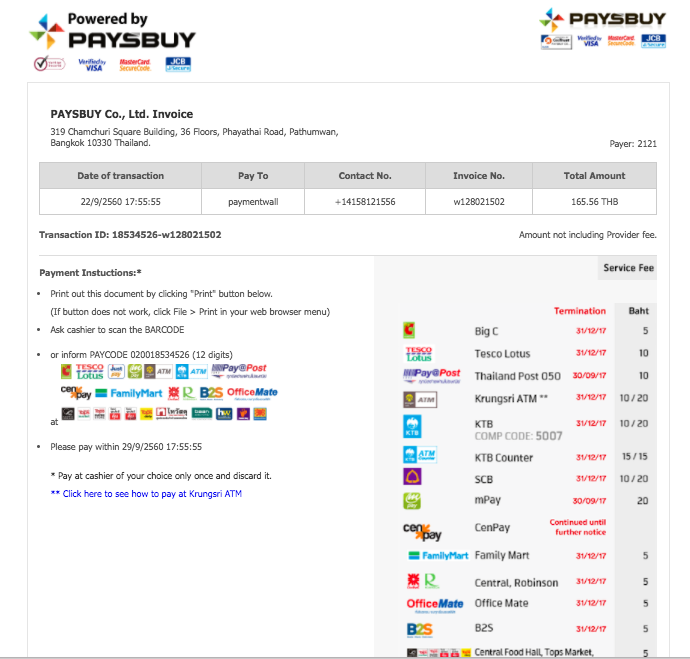 Powered by
PAYSBUY
Verified by VISA
MasterCard. SecureCode.
JCB
J/Secure
PAYSBUY
Verified by VISA
MasterCard. SecureCode.
JCB
J/Secure
PAYSBUY Co., Ltd. Invoice
319 Chamchuri Square Building, 36 Floors, Phayathai Road, Pathumwan,
Bangkok 10330 Thailand.
Payer: 2121
Date of transaction Pay To Contact No. Invoice No. Total Amount
22/9/2560 17:55:55 paymentwall +14158121556 w128021502 165.56 THB
Transaction ID: 18534526-w128021502 Amount not including Provider fee.
Payment Instuctions:*
• Print out this document by clicking "Print" button below.
(If button does not work, click File > Print in your web browser menu)
• Ask cashier to scan the BARCODE
• or inform PAYCODE 020018534526 (12 digits)
TESCO Lotus Just pay ATM ATM Pay@Post
cenpay FamilyMart R B2S OfficeMate
at
• Please pay within 29/9/2560 17:55:55
* Pay at cashier of your choice only once and discard it.
** Click here to see how to pay at Krungsri ATM
Service Fee
Termination Baht
Big C 31/12/17 5
TESCO Lotus Tesco Lotus 31/12/17 10
Pay@Post Thailand Post 050 30/09/17 10
ATM Krungsri ATM ** 31/12/17 10 / 20
KTB 31/12/17 10 / 20
COMP CODE: 5007
ATM KTB Counter 31/12/17 15 / 15
SCB 31/12/17 10 / 20
mPay 30/09/17 20
cenpay CenPay Continued until
further notice
FamilyMart Family Mart 31/12/17 5
R Central, Robinson 31/12/17 5
OfficeMate Office Mate 31/12/17 5
B2S B2S 31/12/17 5
Central Food Hall, Tops Market, 5